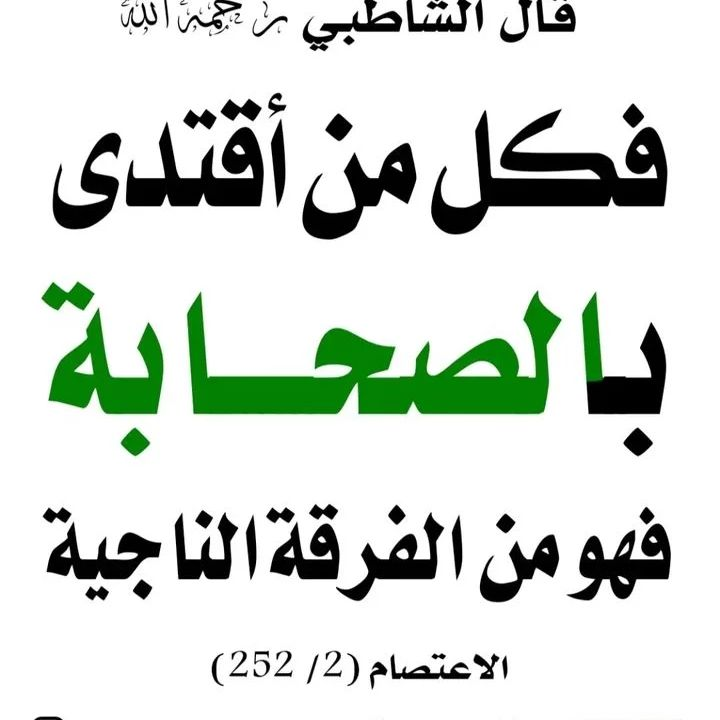 قال الشاطبي رحمه الله
فكل من أقتدى
بالصحابة
فهو من الفرقة الناجية
الاعتصام (2/ 252)